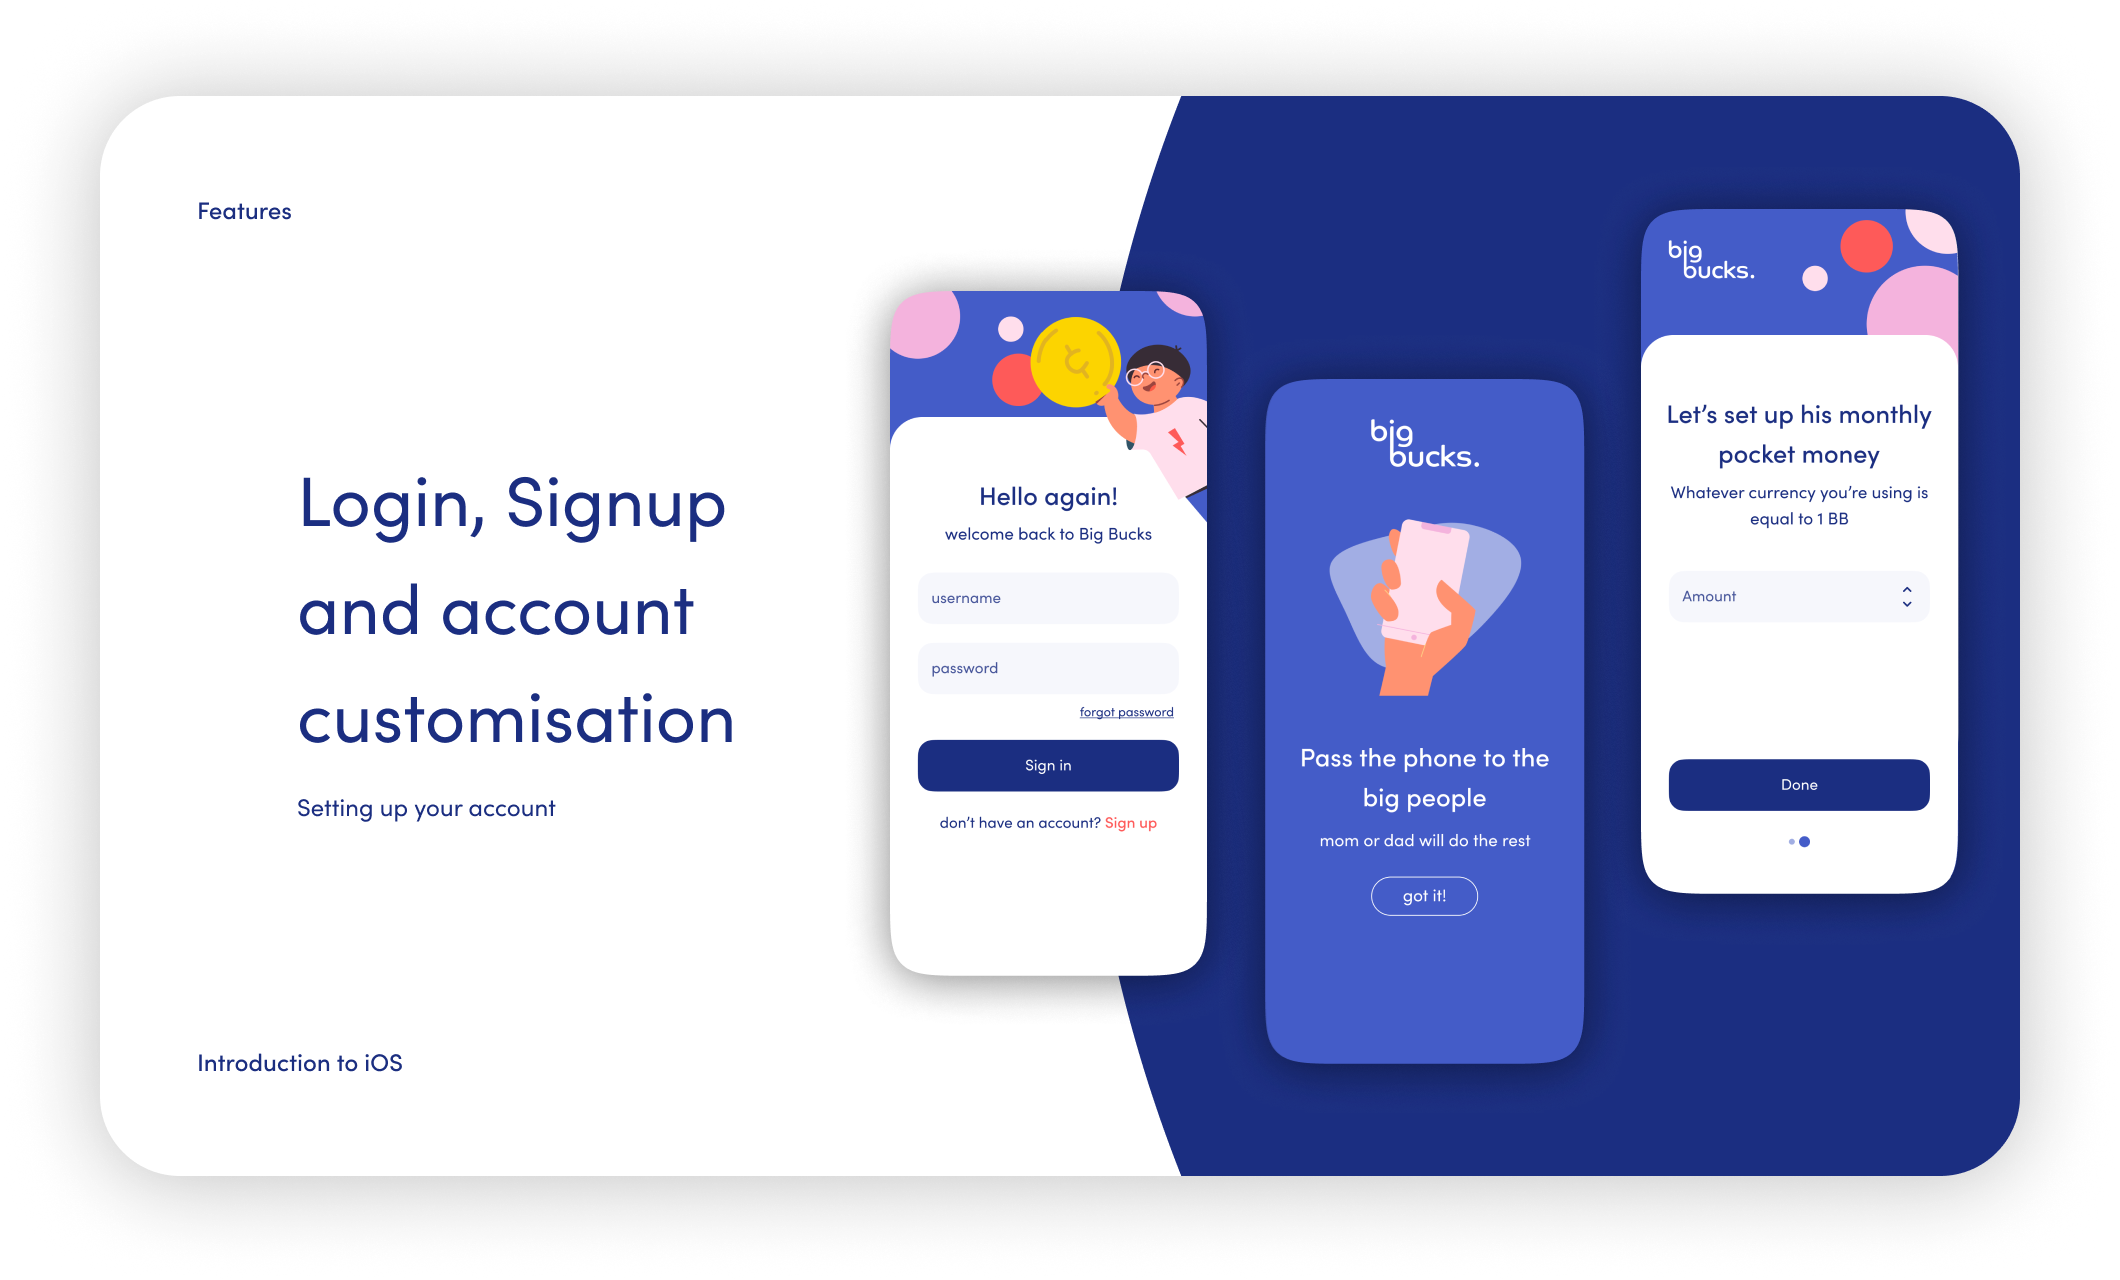 Features
Login, Signup
and account
customisation
Setting up your account
Introduction to iOS
Hello again!
welcome back to Big Bucks
username
password
forgot password
Sign in
don't have an account? Sign up
big
bucks.
Pass the phone to the
big people
mom or dad will do the rest
got it!
big
bucks.
Let's set up his monthly
pocket money
Whatever currency you're using is
equal to 1 BB
Amount
Done